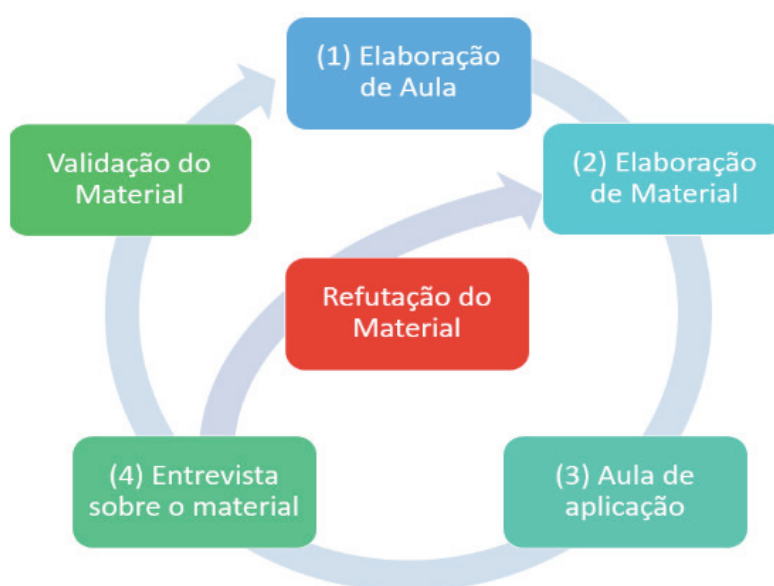 (1) Elaboração
de Aula
(2) Elaboração
de Material
(3) Aula de
aplicação
(4) Entrevista
sobre o material
Validação do
Material
Refutação do
Material